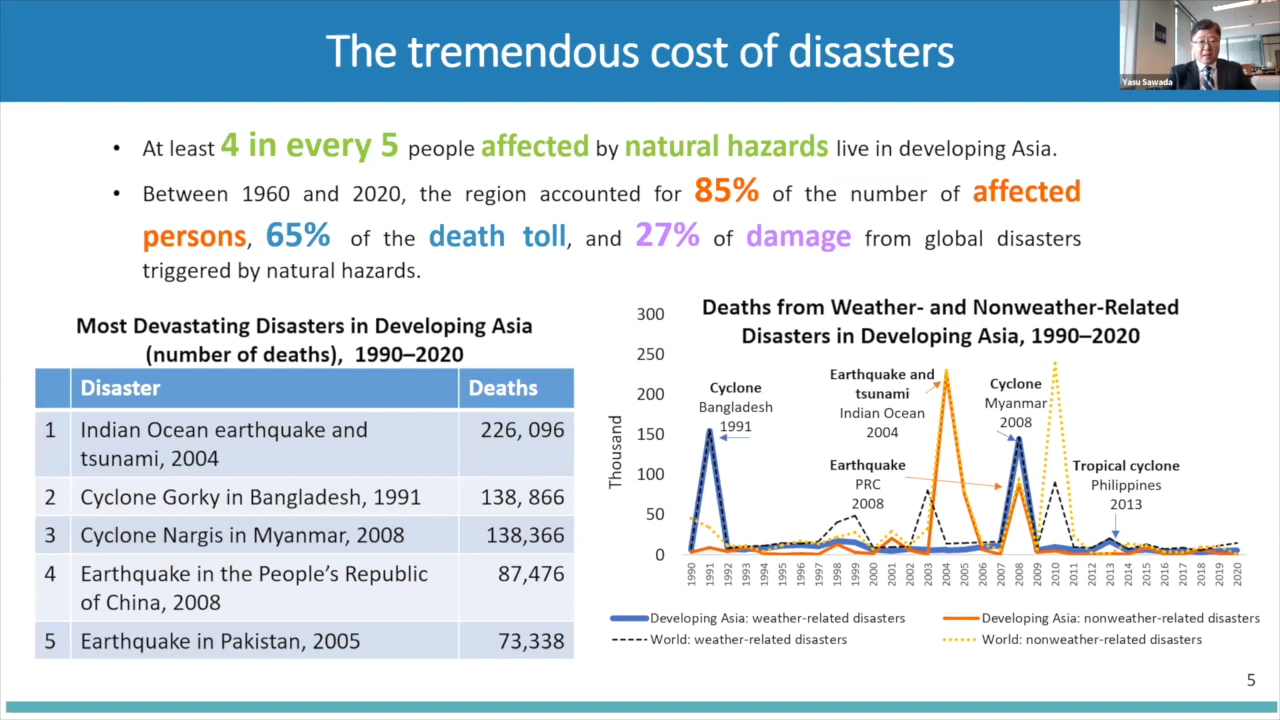 The tremendous cost of disasters
Yasu Sawada
• At least 4 in every 5 people affected by natural hazards live in developing Asia.
• Between 1960 and 2020, the region accounted for 85% of the number of affected
persons, 65% of the death toll, and 27% of damage from global disasters
triggered by natural hazards.
Most Devastating Disasters in Developing Asia
(number of deaths), 1990–2020
Disaster Deaths
1 Indian Ocean earthquake and 226, 096
tsunami, 2004
2 Cyclone Gorky in Bangladesh, 1991 138, 866
3 Cyclone Nargis in Myanmar, 2008 138,366
4 Earthquake in the People's Republic 87,476
of China, 2008
5 Earthquake in Pakistan, 2005 73,338
Deaths from Weather- and Nonweather-Related
Disasters in Developing Asia, 1990–2020
Thousand
300
250
200
150
100
50
0
Cyclone
Bangladesh
1991
Earthquake and
tsunami
Indian Ocean
2004
Earthquake
PRC
2008
Cyclone
Myanmar
2008
Tropical cyclone
Philippines
2013
1990 1991 1992 1993 1994 1995 1996 1997 1998 1999 2000 2001 2002 2003 2004 2005 2006 2007 2008 2009 2010 2011 2012 2013 2014 2015 2016 2017 2018 2019 2020
Developing Asia: weather-related disasters
Developing Asia: nonweather-related disasters
World: weather-related disasters
World: nonweather-related disasters
5